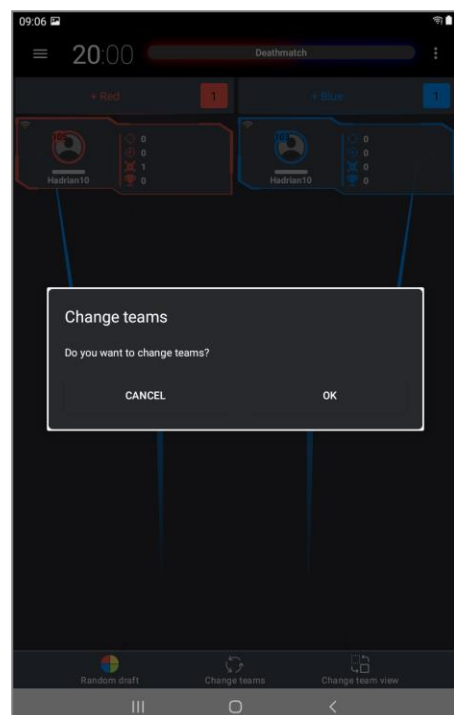 09:06
20:00
Deathmatch
+ Red
1
+ Blue
1
0
0
1
0
Hadrian10
0
0
0
0
Hadrian10
Change teams
Do you want to change teams?
CANCEL
OK
Random draft
Change teams
Change team view